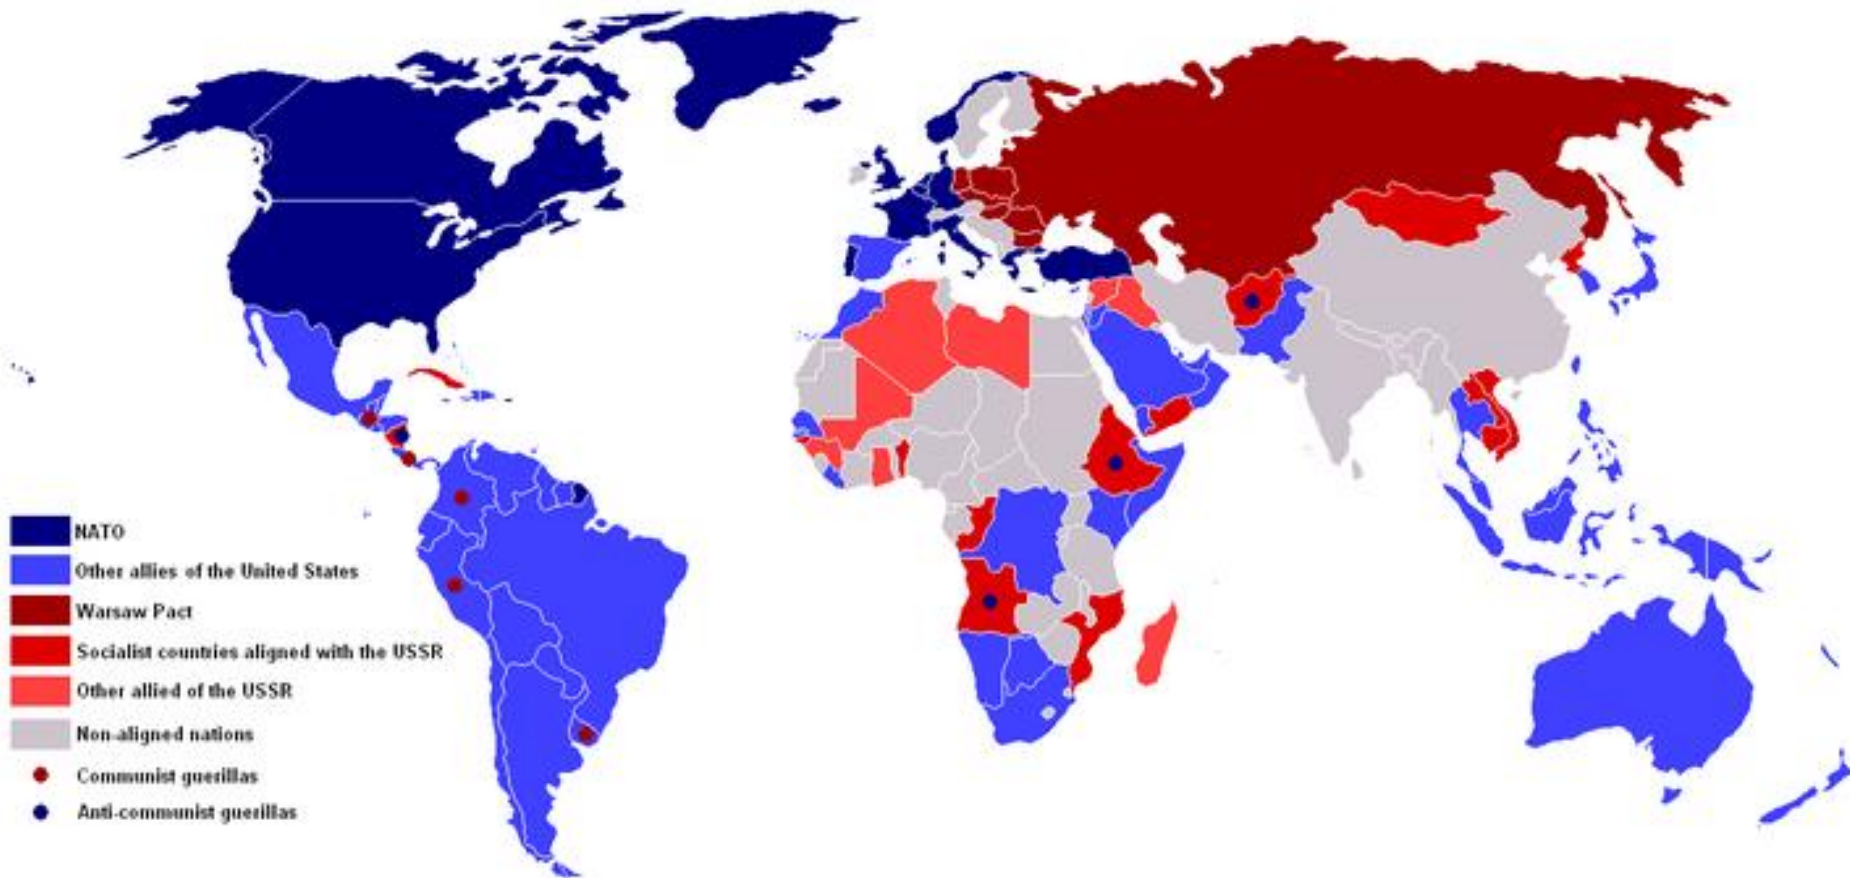 NATO
Other allies of the United States
Warsaw Pact
Socialist countries aligned with the USSR
Other allied of the USSR
Non-aligned nations
Communist guerillas
Anti-communist guerillas